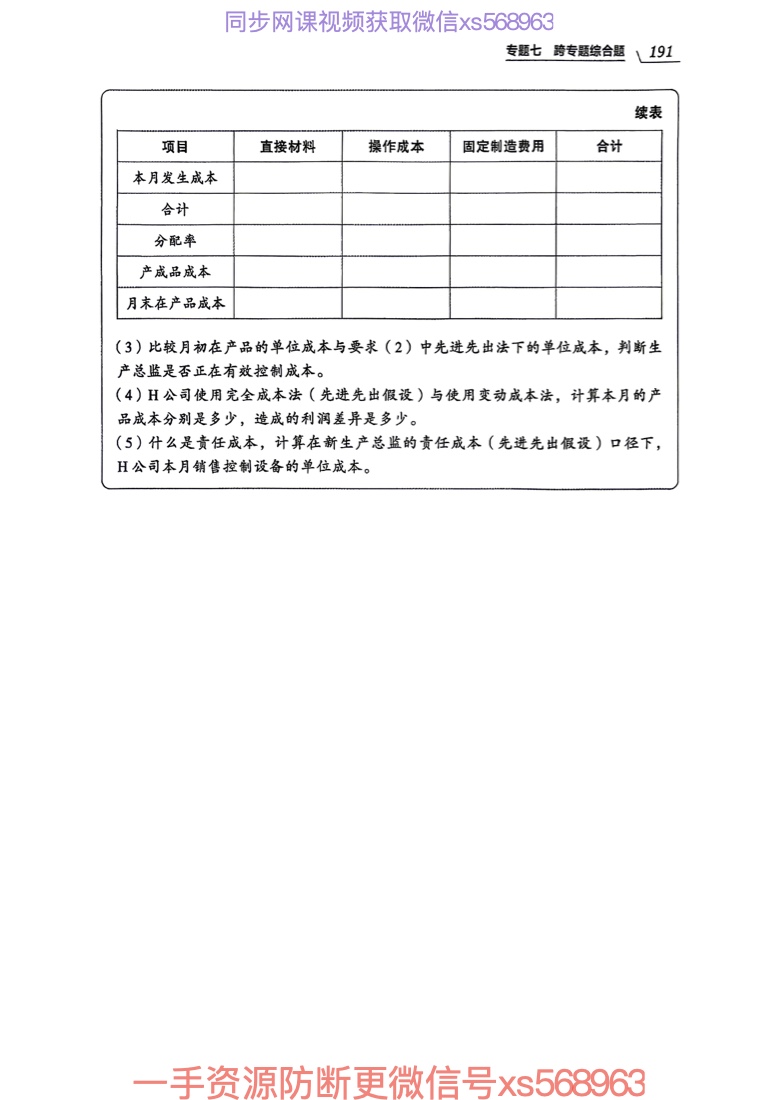 同步网课视频获取微信xs568963
专题七 跨专题综合题 191
续表
项目 直接材料 操作成本 固定制造费用 合计
本月发生成本
合计
分配率
产成品成本
月末在产品成本
(3)比较月初在产品的单位成本与要求(2)中先进先出法下的单位成本,判断生
产总监是否正在有效控制成本。
(4)H公司使用完全成本法(先进先出假设)与使用变动成本法,计算本月的产
品成本分别是多少,造成的利润差异是多少。
(5)什么是责任成本,计算在新生产总监的责任成本(先进先出假设)口径下,
H公司本月销售控制设备的单位成本。
一手资源防断更微信号xs568963